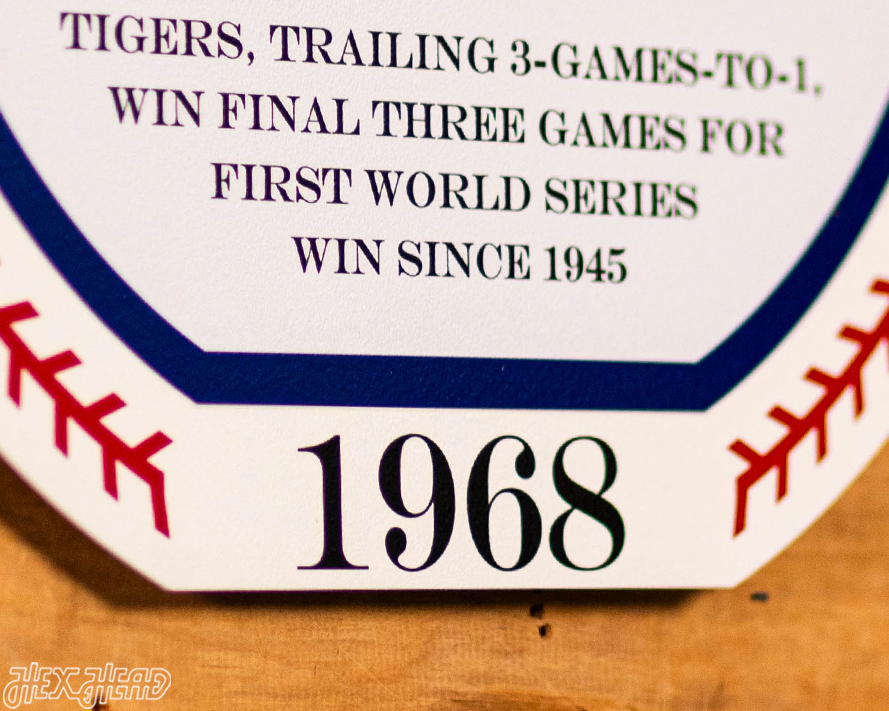 TIGERS, TRAILING 3-GAMES-TO-1,
WIN FINAL THREE GAMES FOR
FIRST WORLD SERIES
WIN SINCE 1945
1968
HEX HEAD